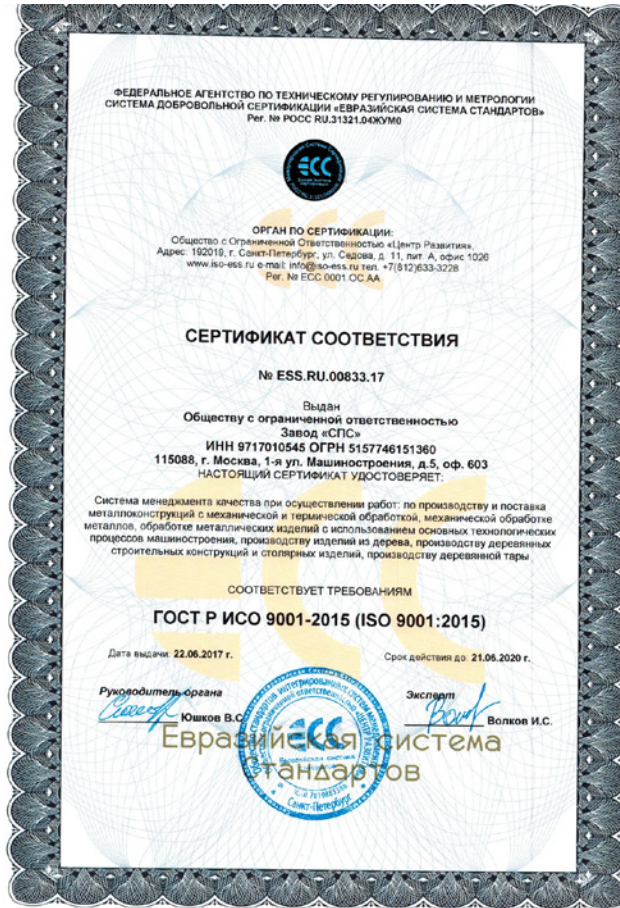 ФЕДЕРАЛЬНОЕ АГЕНТСТВО ПО ТЕХНИЧЕСКОМУ РЕГУЛИРОВАНИЮ И МЕТРОЛОГИИ
СИСТЕМА ДОБРОВОЛЬНОЙ СЕРТИФИКАЦИИ «ЕВРАЗИЙСКАЯ СИСТЕМА СТАНДАРТОВ»
Рег. № РОСС RU.31321.04ЖУМ0
ЕСС
ОРГАН ПО СЕРТИФИКАЦИИ:
Общество с Ограниченной Ответственностью «Центр Развития».
Адрес: 192019, г. Санкт-Петербург, ул. Седова, д. 11, лит. А, офис 1026
www.iso-ess.ru e-mail: info@iso-ess.ru тел. +7(812)633-3228
Рег. № ЕСС 0001.ОС.АА
СЕРТИФИКАТ СООТВЕТСТВИЯ
№ ESS.RU.00833.17
Выдан
Обществу с ограниченной ответственностью
Завод «СПС»
ИНН 9717010545 ОГРН 5157746151360
115088, г. Москва, 1-я ул. Машиностроения, д.5, оф. 603
НАСТОЯЩИЙ СЕРТИФИКАТ УДОСТОВЕРЯЕТ:
Система менеджмента качества при осуществлении работ: по производству и поставка
металлоконструкций с механической и термической обработкой, механической обработке
металлов, обработке металлических изделий с использованием основных технологических
процессов машиностроения, производству изделий из дерева, производству деревянных
строительных конструкций и столярных изделий, производству деревянной тары
СООТВЕТСТВУЕТ ТРЕБОВАНИЯМ
ГОСТ Р ИСО 9001-2015 (ISO 9001:2015)
Дата выдачи: 22.06.2017 г.
Срок действия до: 21.06.2020 г.
Руководитель органа
Юшков В.С.
Эксперт
Волков И.С.
ЕСС
Евразийская система
Стандартов
Санкт-Петербург